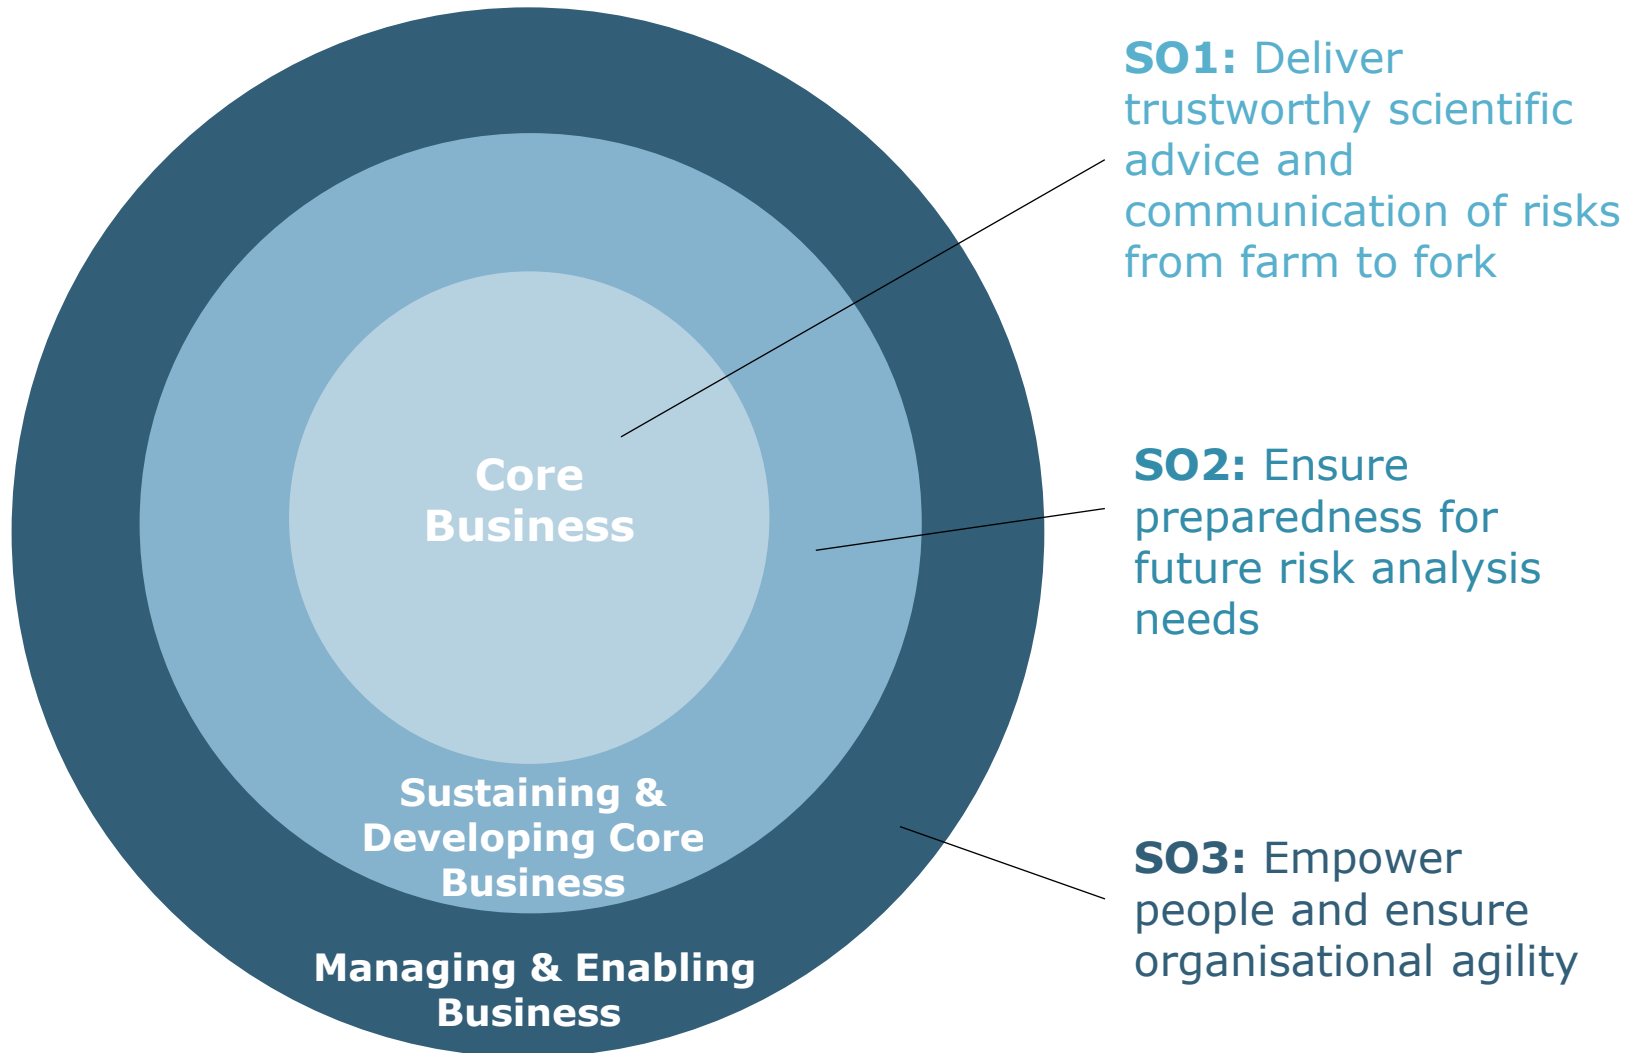 Core
Business
Sustaining &
Developing Core
Business
Managing & Enabling
Business
SO1: Deliver
trustworthy scientific
advice and
communication of risks
from farm to fork
SO2: Ensure
preparedness for
future risk analysis
needs
SO3: Empower
people and ensure
organisational agility